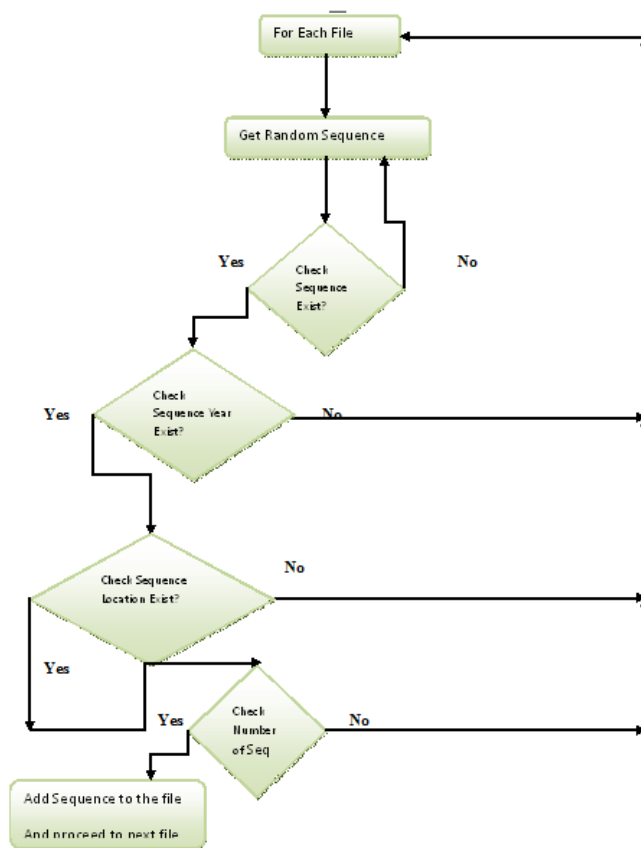 For Each File
Get Random Sequence
Yes
No
Check
Sequence
Exist?
Check
Sequence Year
Exist?
Yes
No
No
Check Sequence
Location Exist?
Yes
Yes
Check
Number
of Seq
No
Add Sequence to the file
And proceed to next file